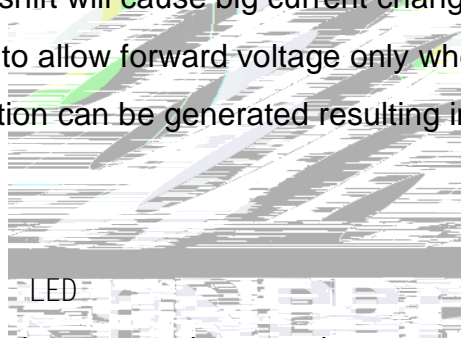 shift will cause big current chang
to allow forward voltage only wh
tion can be generated resulting i
LED